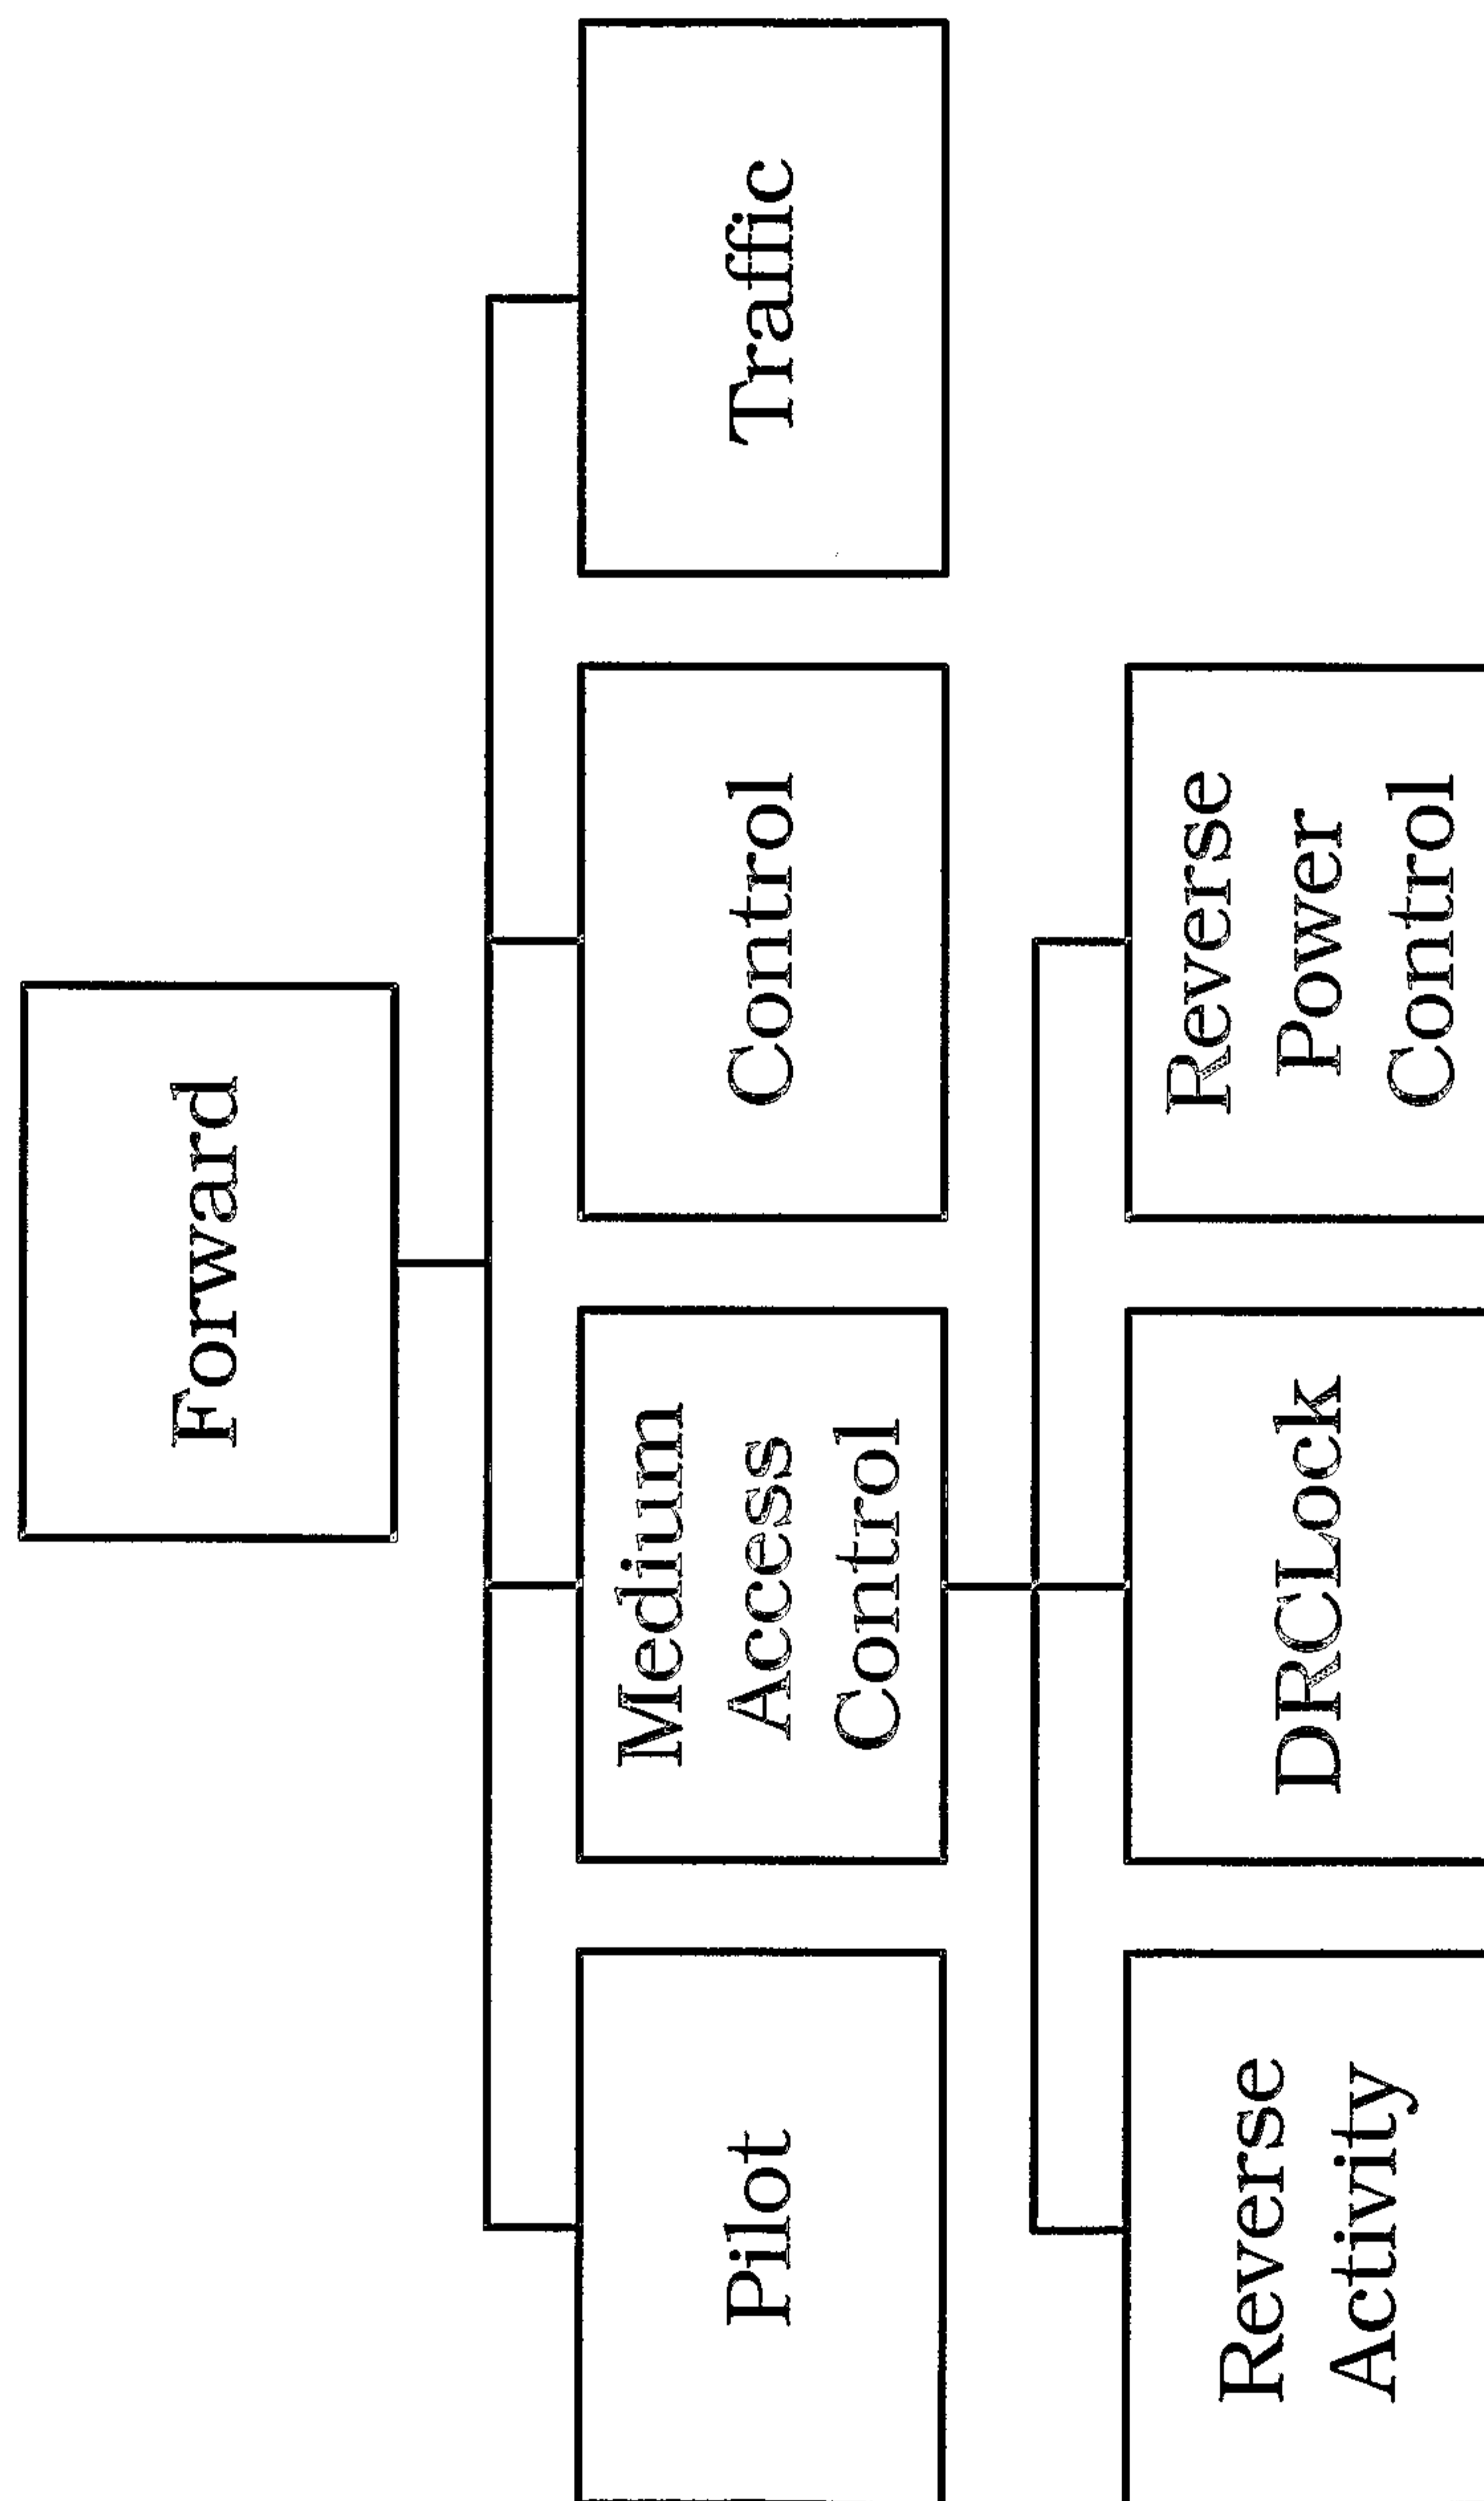 Forward
Pilot
Medium
Access
Control
Control
Traffic
Reverse
Activity
DRCLock
Reverse
Power
Control